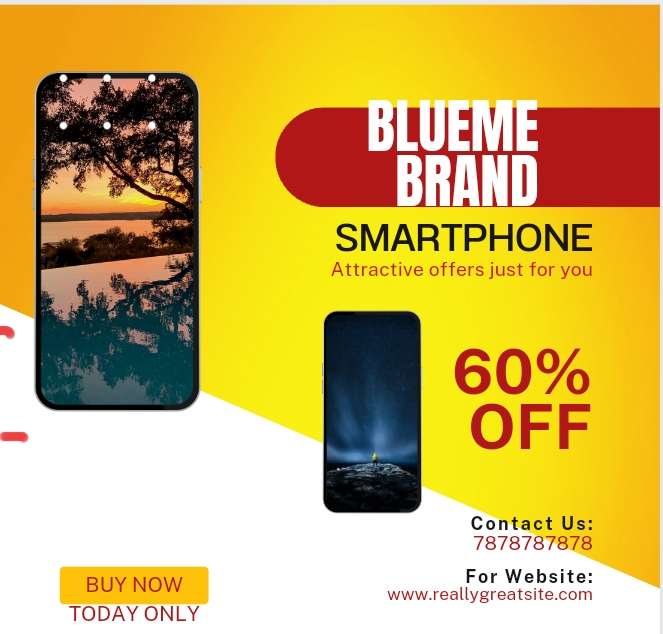 BLUEME
BRAND
SMARTPHONE
Attractive offers just for you
60%
OFF
Contact Us:
7878787878
For Website:
www.reallygreatsite.com
BUY NOW
TODAY ONLY